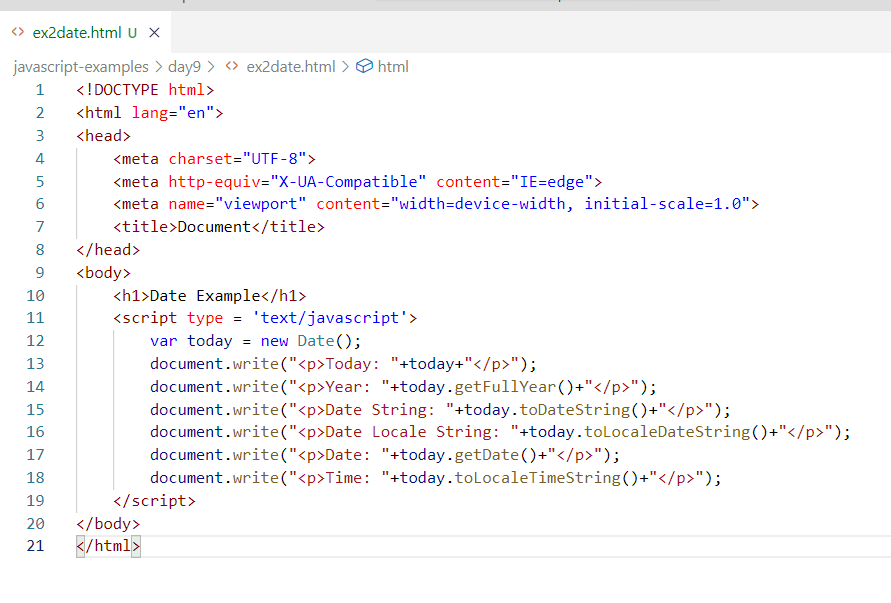 ex2date.html U
javascript-examples > day9 > ex2date.html > html
1 <!DOCTYPE html>
2 <html lang="en">
3 <head>
4     <meta charset="UTF-8">
5     <meta http-equiv="X-UA-Compatible" content="IE=edge">
6     <meta name="viewport" content="width=device-width, initial-scale=1.0">
7     <title>Document</title>
8 </head>
9 <body>
10     <h1>Date Example</h1>
11     <script type = 'text/javascript'>
12         var today = new Date();
13         document.write("<p>Today: "+today+"</p>");
14         document.write("<p>Year: "+today.getFullYear()+"</p>");
15         document.write("<p>Date String: "+today.toDateString()+"</p>");
16         document.write("<p>Date Locale String: "+today.toLocaleDateString()+"</p>");
17         document.write("<p>Date: "+today.getDate()+"</p>");
18         document.write("<p>Time: "+today.toLocaleTimeString()+"</p>");
19     </script>
20 </body>
21 </html>